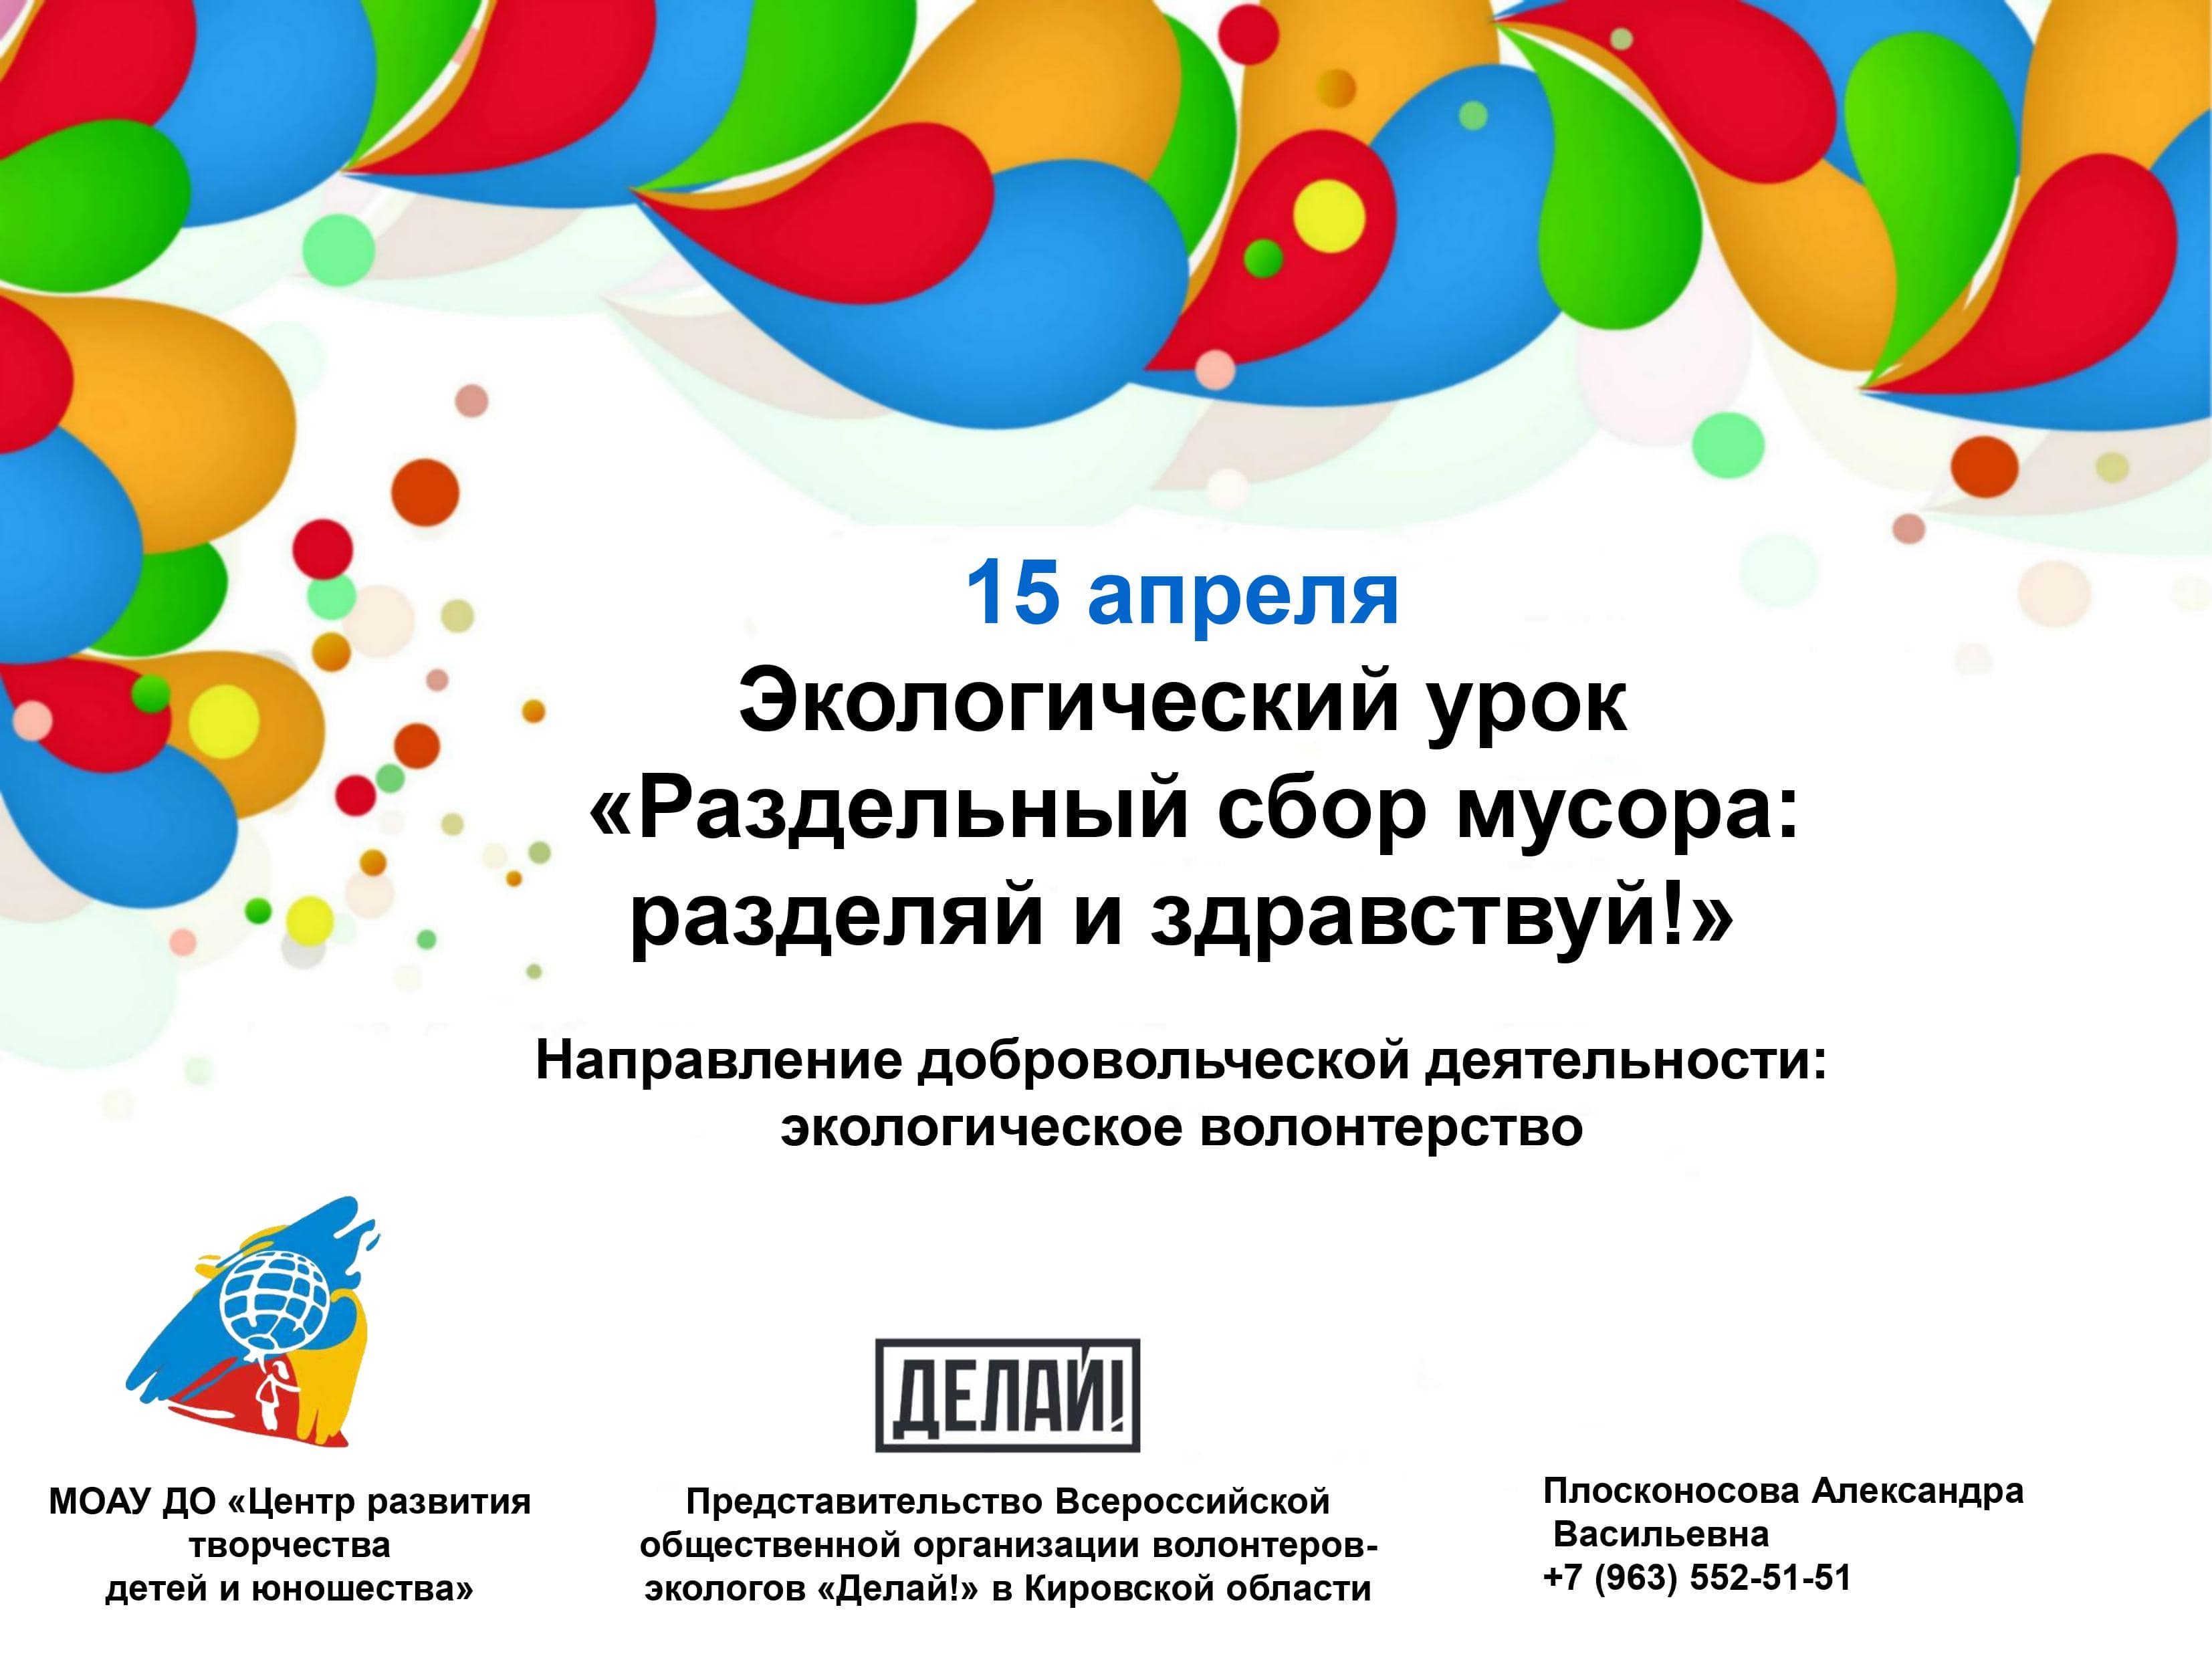 15 апреля
Экологический урок
«Раздельный сбор мусора:
разделяй и здравствуй!»
Направление добровольческой деятельности:
экологическое волонтерство
МОАУ ДО «Центр развития
творчества
детей и юношества»
ДЕЛАЙ!
Представительство Всероссийской
общественной организации волонтеров-
экологов «Делай!» в Кировской области
Плосконосова Александра
Васильевна
+7 (963) 552-51-51